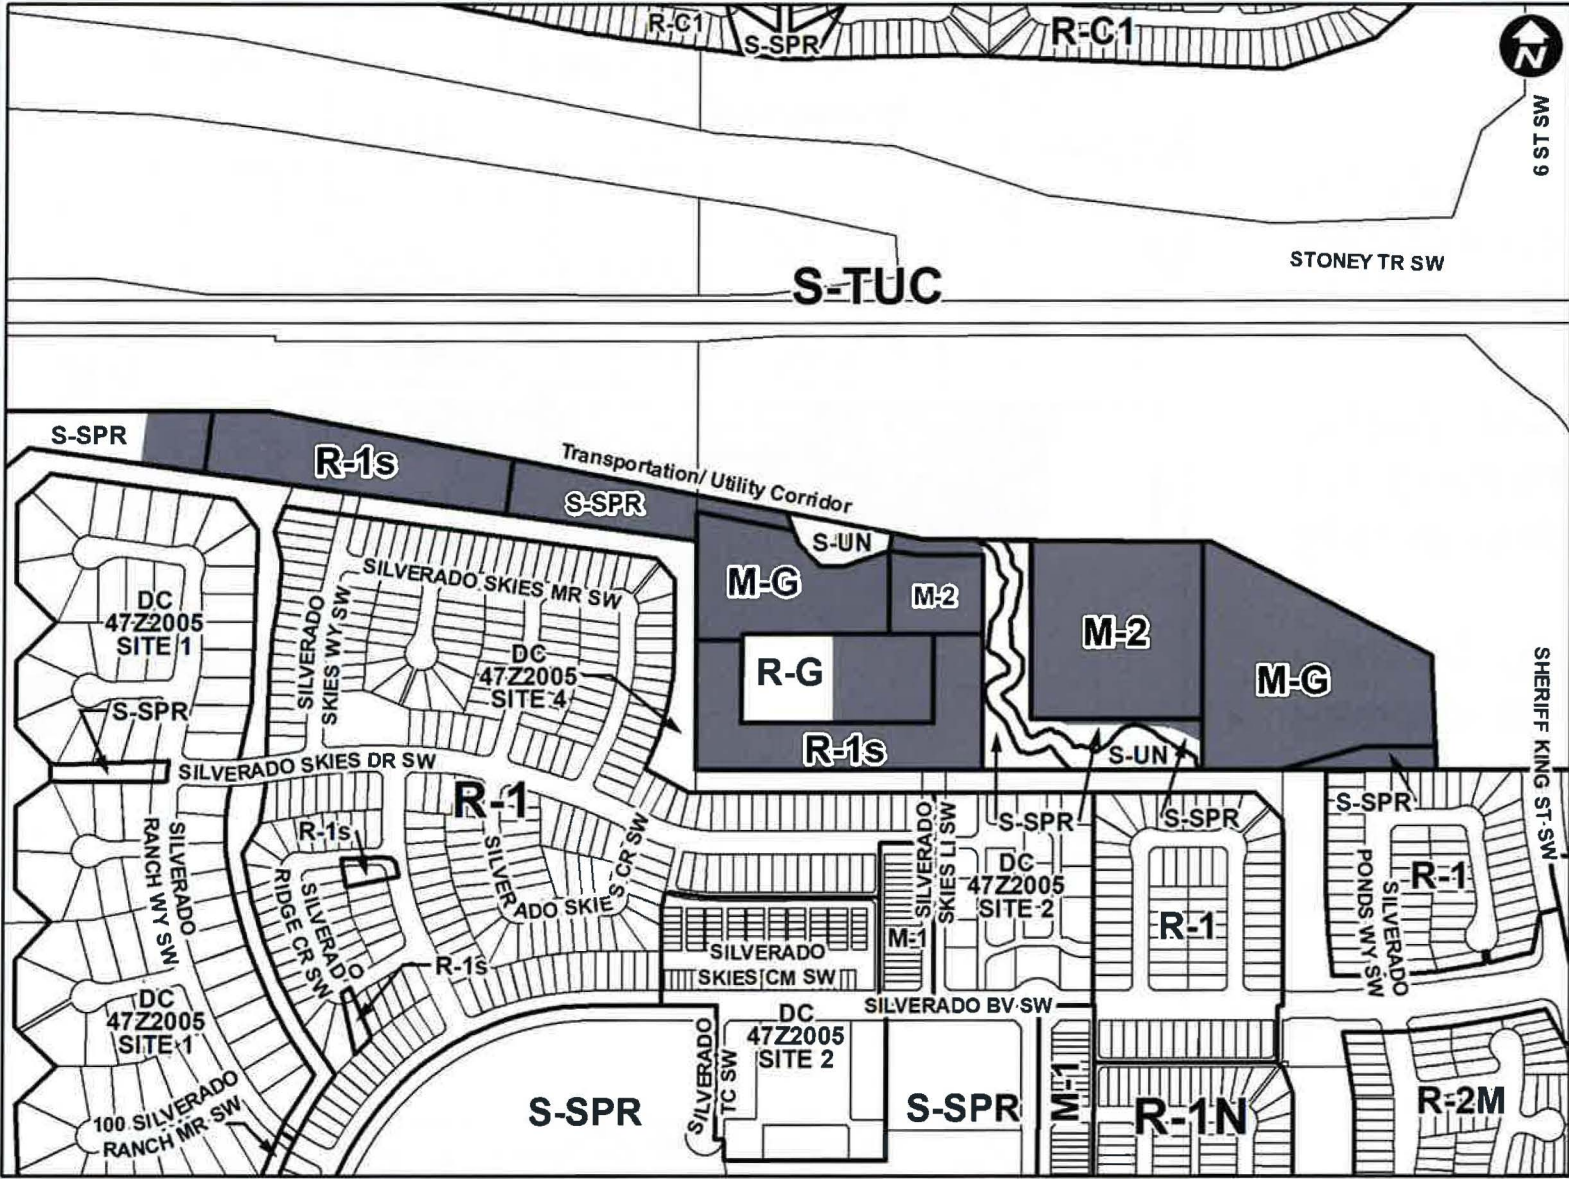 R-C1
S-SPR
R-C1
N
6 ST SW
STONEY TR SW
S-TUC
S-SPR
R-1s
Transportation/ Utility Corridor
S-SPR
S-UN
M-G
M-2
M-2
R-G
M-G
R-1s
S-UN
DC
47Z2005
SITE 1
SILVERADO
SKIES WY SW
SILVERADO SKIES MR SW
DC
47Z2005
SITE 4
S-SPR
SILVERADO SKIES DR SW
SHERIFF KING ST SW
R-1
R-1s
SILVERADO
RANCH WY SW
SILVERADO
RIDGE CR SW
SILVERADO SKIES CR SW
R-1s
SILVERADO
SKIES LI SW
S-SPR
S-SPR
S-SPR
DC
47Z2005
SITE 2
M-1
R-1
R-1
SILVERADO
PONDS WY SW
SILVERADO
SKIES CM SW
SILVERADO BV SW
DC
47Z2005
SITE 1
DC
47Z2005
SITE 2
SILVERADO
TC SW
100 SILVERADO
RANCH MR SW
S-SPR
S-SPR
M-1
R-1N
R-2M